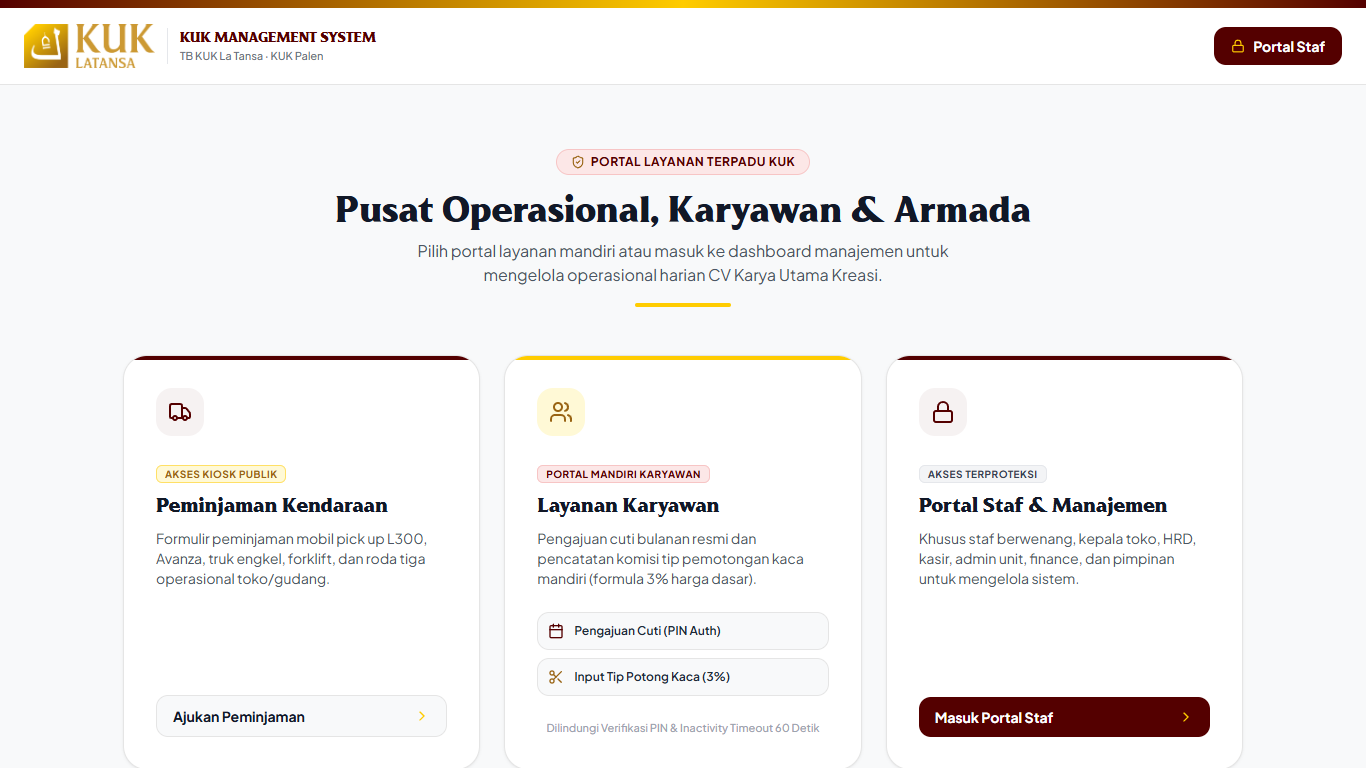 KUK
LATANSA
KUK MANAGEMENT SYSTEM
TB KUK La Tansa · KUK Palen
Portal Staf
PORTAL LAYANAN TERPADU KUK
Pusat Operasional, Karyawan & Armada
Pilih portal layanan mandiri atau masuk ke dashboard manajemen untuk
mengelola operasional harian CV Karya Utama Kreasi.
AKSES KIOSK PUBLIK
Peminjaman Kendaraan
Formulir peminjaman mobil pick up L300,
Avanza, truk engkel, forklift, dan roda tiga
operasional toko/gudang.
Ajukan Peminjaman
PORTAL MANDIRI KARYAWAN
Layanan Karyawan
Pengajuan cuti bulanan resmi dan
pencatatan komisi tip pemotongan kaca
mandiri (formula 3% harga dasar).
Pengajuan Cuti (PIN Auth)
Input Tip Potong Kaca (3%)
Dilindungi Verifikasi PIN & Inactivity Timeout 60 Detik
AKSES TERPROTEKSI
Portal Staf & Manajemen
Khusus staf berwenang, kepala toko, HRD,
kasir, admin unit, finance, dan pimpinan
untuk mengelola sistem.
Masuk Portal Staf